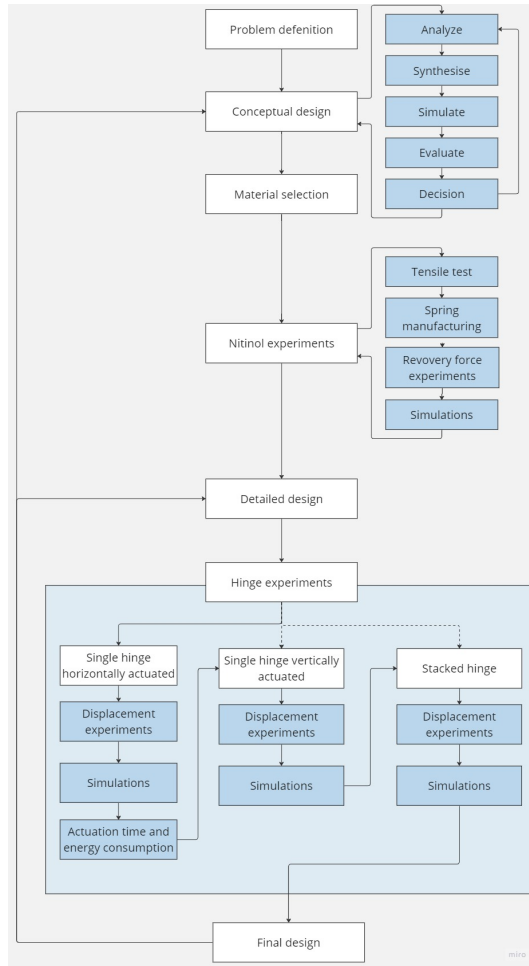 Problem defenition
Conceptual design
Material selection
Nitinol experiments
Detailed design
Hinge experiments
Analyze
Synthesise
Simulate
Evaluate
Decision
Tensile test
Spring
manufacturing
Revovery force
experiments
Simulations
Single hinge
horizontally actuated
Displacement
experiments
Simulations
Actuation time and
energy consumption
Single hinge vertically
actuated
Displacement
experiments
Simulations
Stacked hinge
Displacement
experiments
Simulations
Final design
miro